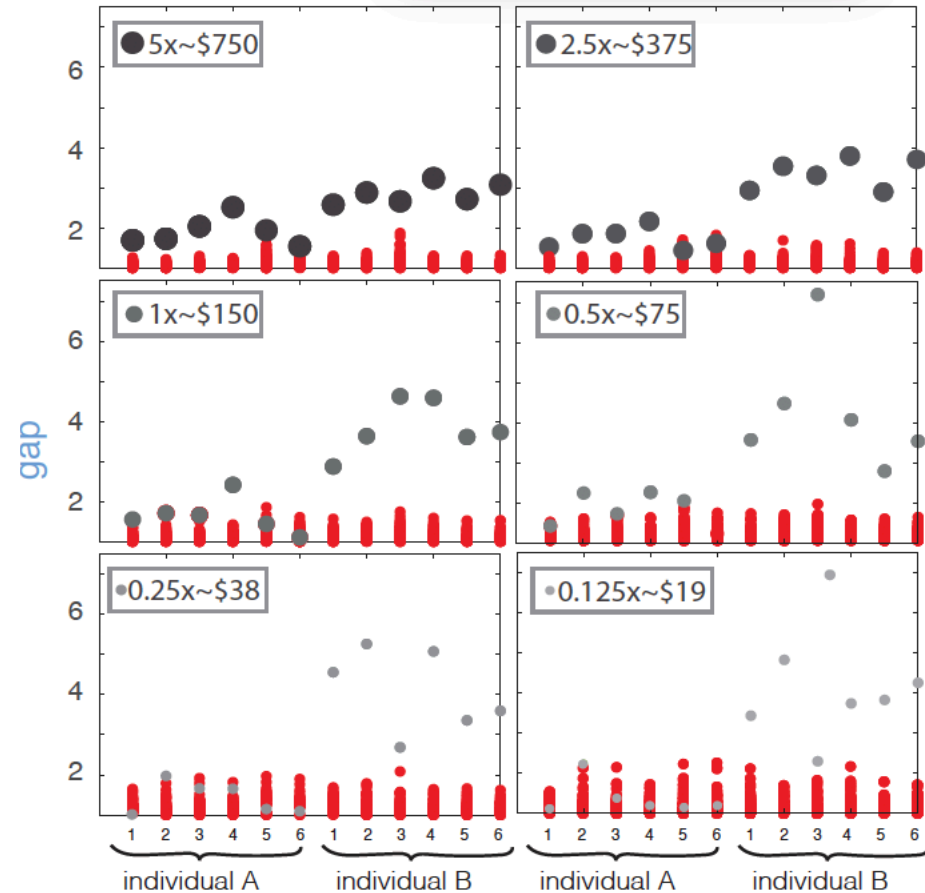 5x~$750
2.5x~$375
6
4
2
1x~$150
0.5x~$75
6
4
2
gap
0.25x~$38
0.125x~$19
6
4
2
1 2 3 4 5 6 1 2 3 4 5 6 1 2 3 4 5 6 1 2 3 4 5 6
individual A individual B individual A individual B